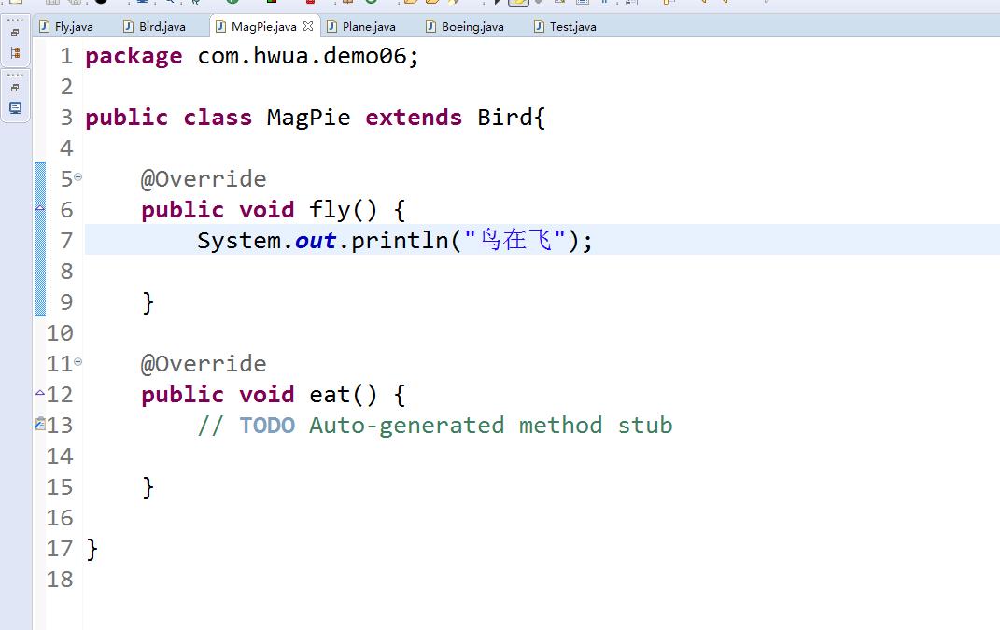 Fly.java Bird.java MagPie.java Plane.java Boeing.java Test.java
1 package com.hwua.demo06;
2
3 public class MagPie extends Bird{
4
5 @Override
6 public void fly() {
7 System.out.println("鸟在飞");
8
9 }
10
11 @Override
12 public void eat() {
13 // TODO Auto-generated method stub
14
15 }
16
17 }
18